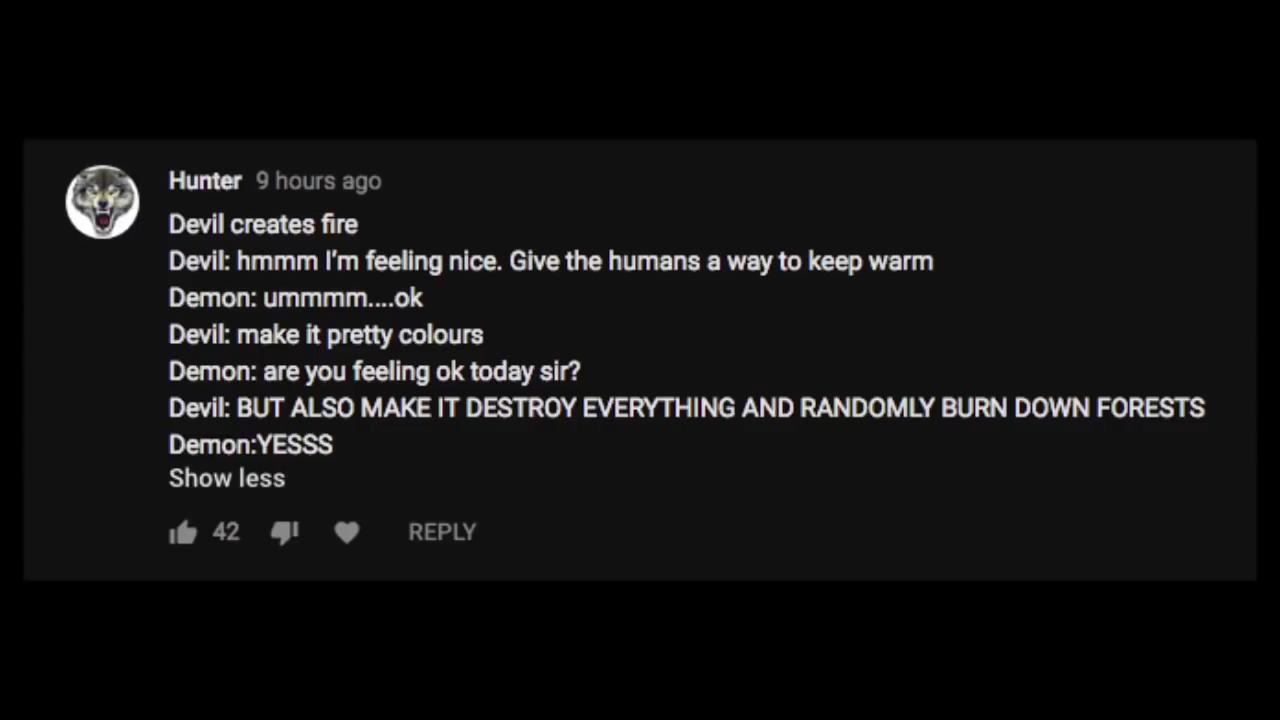 Hunter 9 hours ago
Devil creates fire
Devil: hmmm I'm feeling nice. Give the humans a way to keep warm
Demon: ummmm....ok
Devil: make it pretty colours
Demon: are you feeling ok today sir?
Devil: BUT ALSO MAKE IT DESTROY EVERYTHING AND RANDOMLY BURN DOWN FORESTS
Demon:YESSS
Show less
42 REPLY